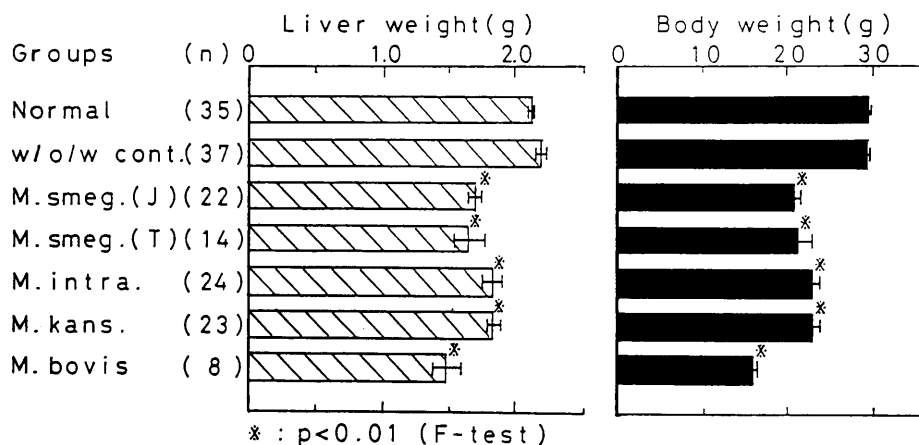 Liver weight(g) Body weight(g)
Groups (n) 0 1.0 2.0 0 10 20 30
Normal (35)
w/o/w cont.(37)
M.smeg.(J)(22) * *
M.smeg.(T)(14) * *
M.intra. (24) * *
M.kans. (23) * *
M.bovis (8) * *
* : p<0.01 (F-test)